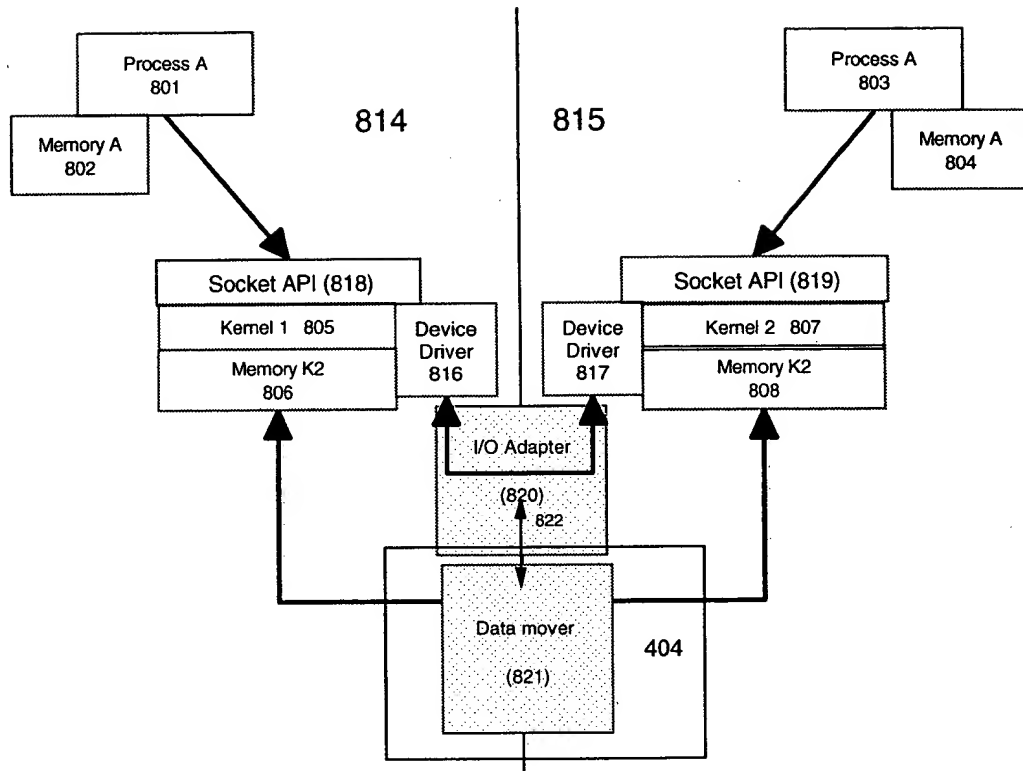 Process A
801
Memory A
802
814
815
Process A
803
Memory A
804
Socket API (818)
Kernel 1 805
Memory K2
806
Device
Driver
816
Device
Driver
817
Socket API (819)
Kernel 2 807
Memory K2
808
I/O Adapter
(820)
822
Data mover
(821)
404